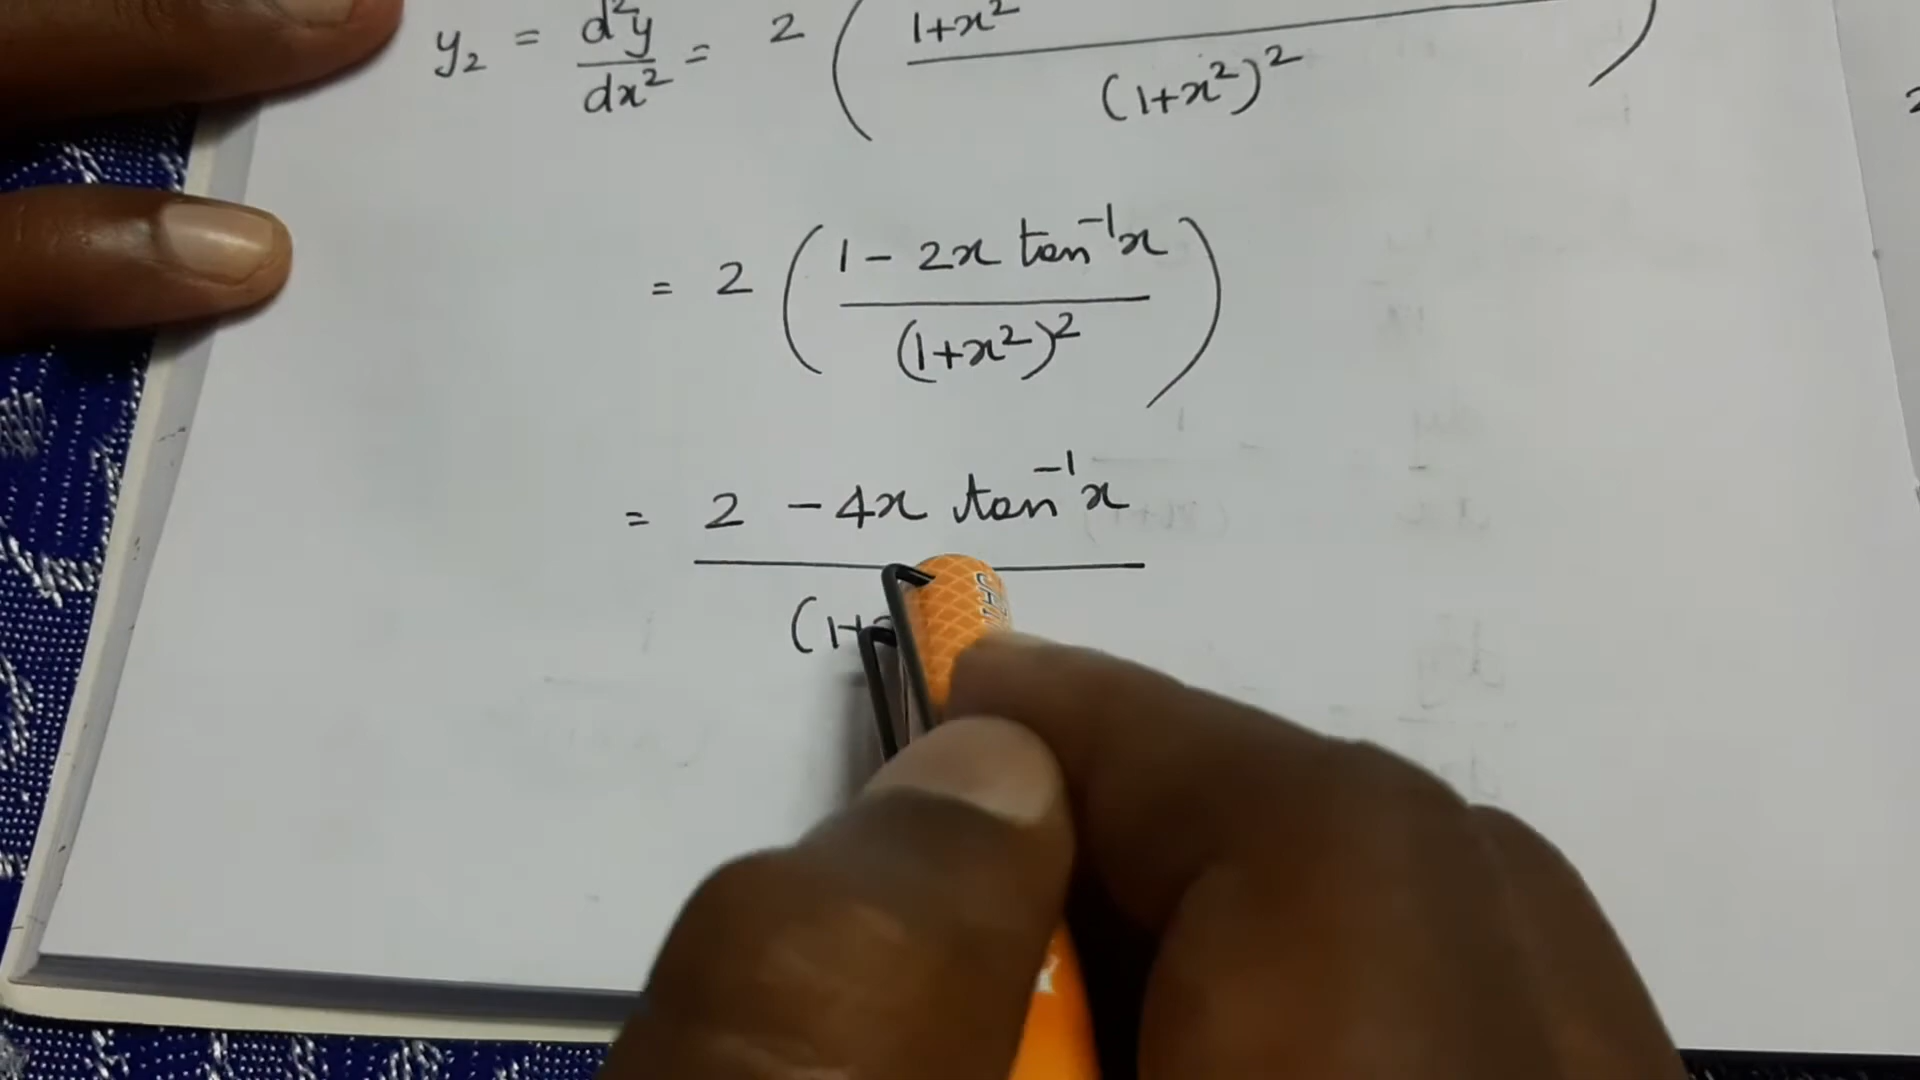 y₂ = d²y/dx² = 2 ( 1+x² / (1+x²)² )
= 2 ( 1 - 2x tan⁻¹x / (1+x²)² )
= 2 - 4x tan⁻¹x
(1+